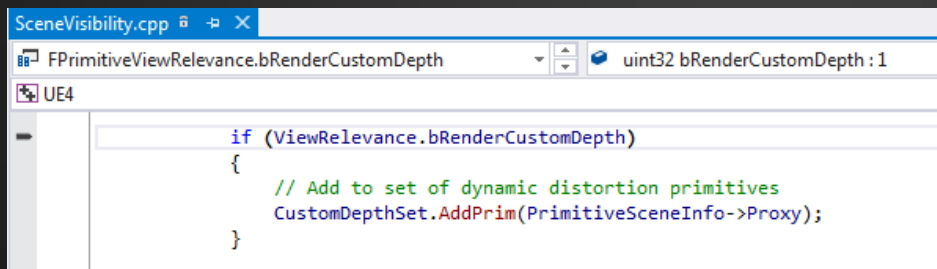 SceneVisibility.cpp
FPrimitiveViewRelevance.bRenderCustomDepth uint32 bRenderCustomDepth : 1
UE4
if (ViewRelevance.bRenderCustomDepth)
{
// Add to set of dynamic distortion primitives
CustomDepthSet.AddPrim(PrimitiveSceneInfo->Proxy);
}